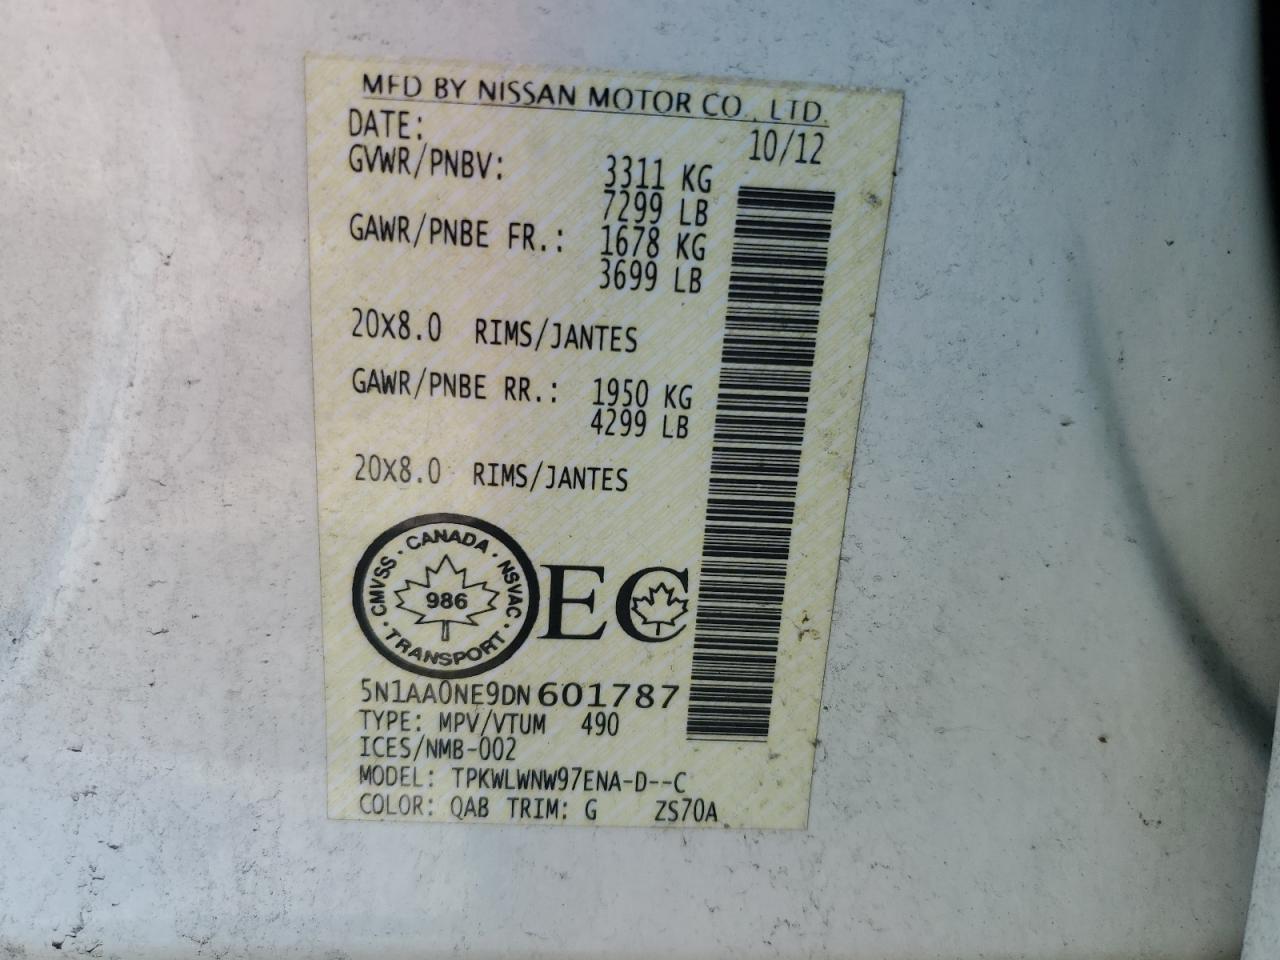 MFD BY NISSAN MOTOR CO., LTD.
DATE: 10/12
GVWR/PNBV: 3311 KG
7299 LB
GAWR/PNBE FR.: 1678 KG
3699 LB
20X8.0 RIMS/JANTES
GAWR/PNBE RR.: 1950 KG
4299 LB
20X8.0 RIMS/JANTES
CANADA · NSVAC · TRANSPORT · CMVSS ·
986
EC
5N1AA0NE9DN601787
TYPE: MPV/VTUM 490
ICES/NMB-002
MODEL: TPKWLWNW97ENA-D--C
COLOR: QAB TRIM: G ZS70A